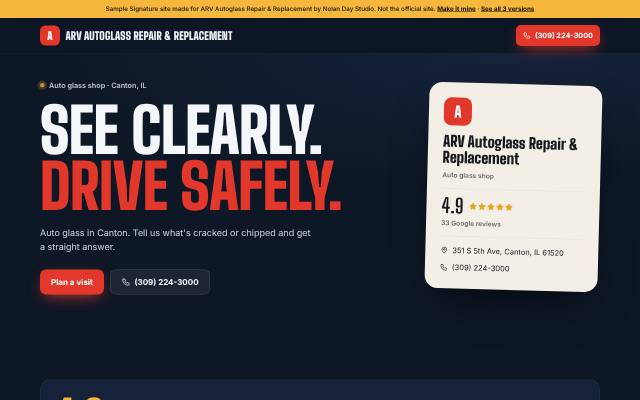 Sample Signature site made for ARV Autoglass Repair & Replacement by Nolan Day Studio. Not the official site. Make it mine · See all 3 versions
A ARV AUTOGLASS REPAIR & REPLACEMENT
(309) 224-3000
Auto glass shop · Canton, IL
SEE CLEARLY.
DRIVE SAFELY.
Auto glass in Canton. Tell us what's cracked or chipped and get
a straight answer.
Plan a visit
(309) 224-3000
A
ARV Autoglass Repair &
Replacement
Auto glass shop
4.9
33 Google reviews
351 S 5th Ave, Canton, IL 61520
(309) 224-3000